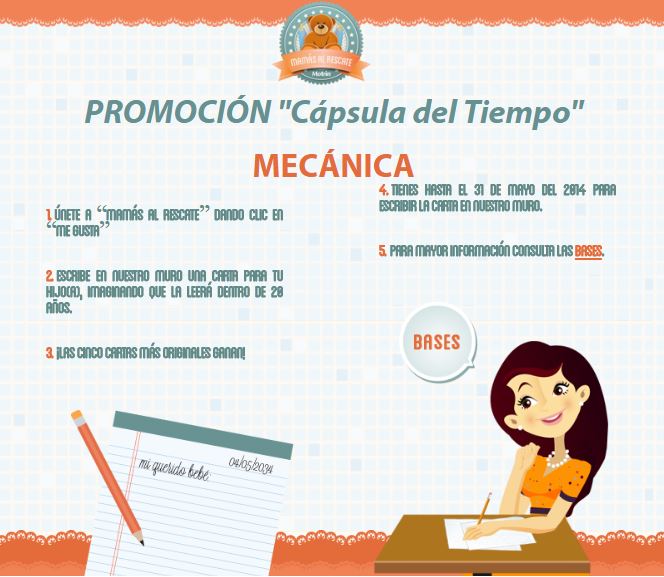 MAMÁS AL RESCATE
Motrin
PROMOCIÓN "Cápsula del Tiempo"
MECÁNICA
1. ÚNETE A “MAMÁS AL RESCATE” DANDO CLIC EN
“ME GUSTA”
2. ESCRIBE EN NUESTRO MURO UNA CARTA PARA TU
HIJO(A), IMAGINANDO QUE LA LEERÁ DENTRO DE 20
AÑOS.
3. ¡LAS CINCO CARTAS MÁS ORIGINALES GANAN!
4. TIENES HASTA EL 31 DE MAYO DEL 2014 PARA
ESCRIBIR LA CARTA EN NUESTRO MURO.
5. PARA MAYOR INFORMACIÓN CONSULTA LAS BASES.
BASES
04/05/2034
mi querido bebé: